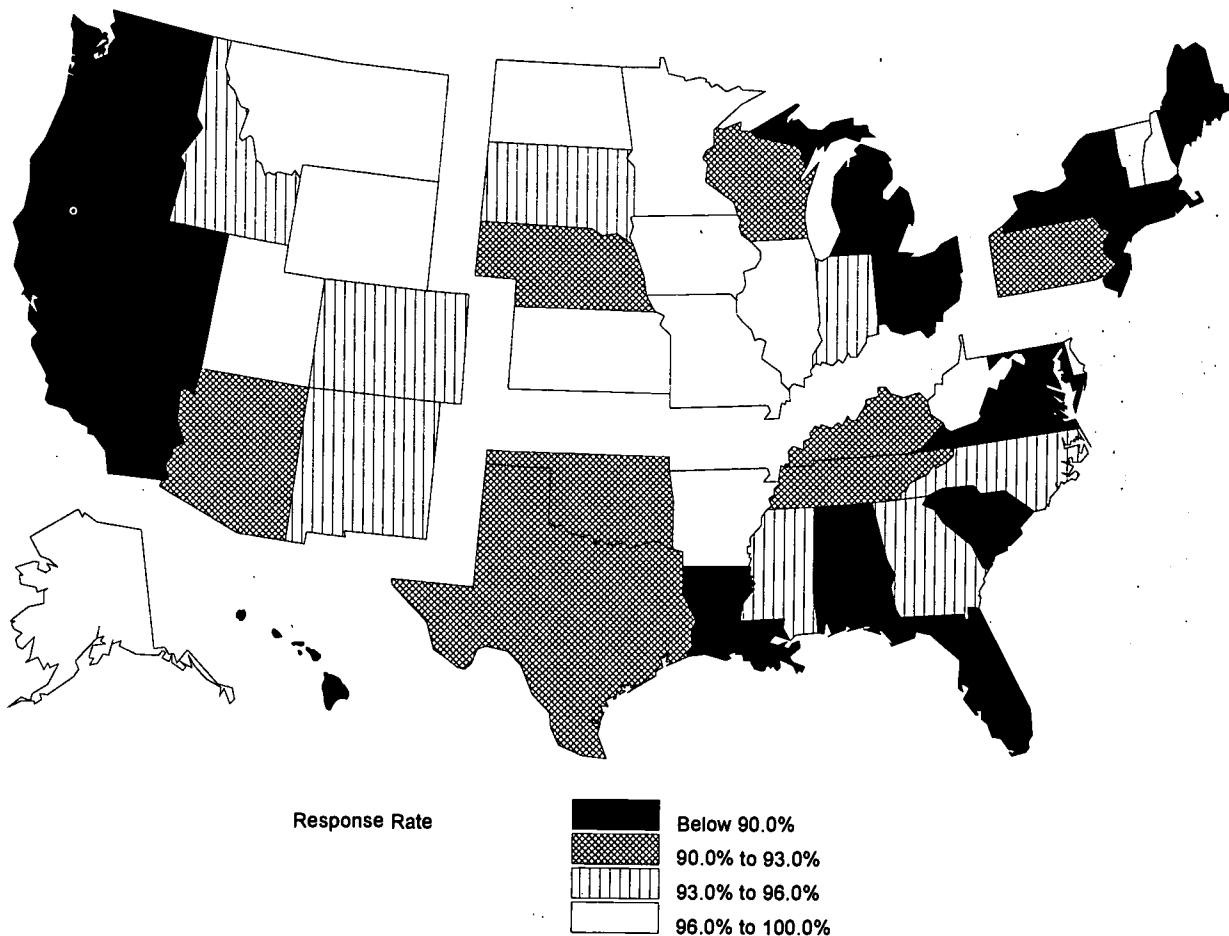 Response Rate
Below 90.0%
90.0% to 93.0%
93.0% to 96.0%
96.0% to 100.0%